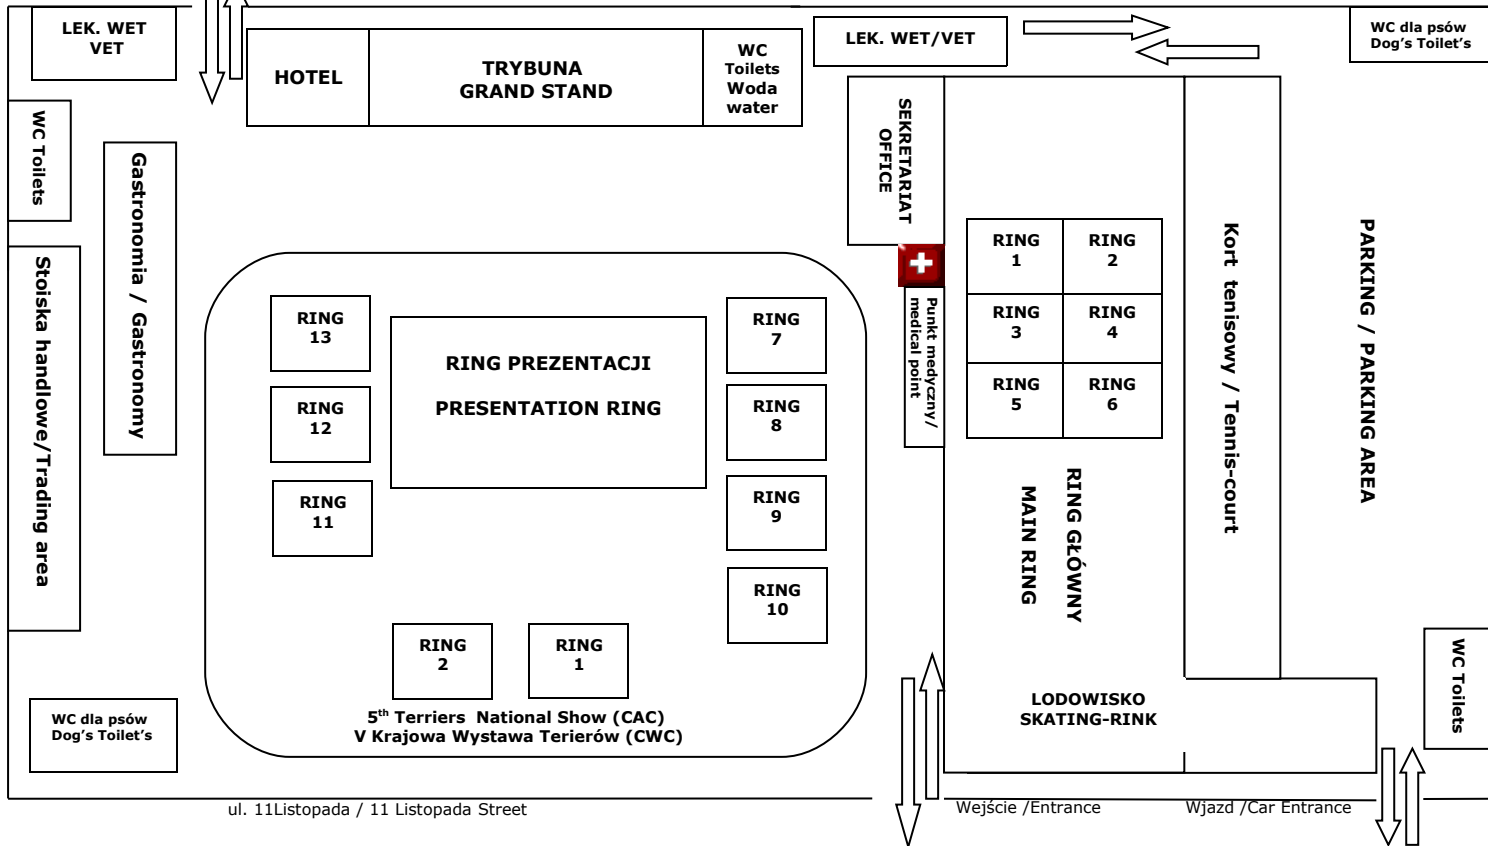 LEK. WET
VET
HOTEL
TRYBUNA
GRAND STAND
WC
Toilets
Woda
water
LEK. WET/VET
WC dla psów
Dog's Toilet's
WC Toilets
Gastronomia / Gastronomy
Stoiska handlowe/Trading area
SEKRETARIAT
OFFICE
Punkt medyczny/
medical point
RING
1
RING
2
RING
3
RING
4
RING
5
RING
6
Kort tenisowy / Tennis-court
PARKING / PARKING AREA
RING
13
RING
12
RING
11
RING PREZENTACJI
PRESENTATION RING
RING
7
RING
8
RING
9
RING
10
RING GŁÓWNY
MAIN RING
RING
2
RING
1
5th Terriers National Show (CAC)
V Krajowa Wystawa Terierów (CWC)
LODOWISKO
SKATING-RINK
WC Toilets
WC dla psów
Dog's Toilet's
ul. 11Listopada / 11 Listopada Street
Wejście /Entrance
Wjazd /Car Entrance